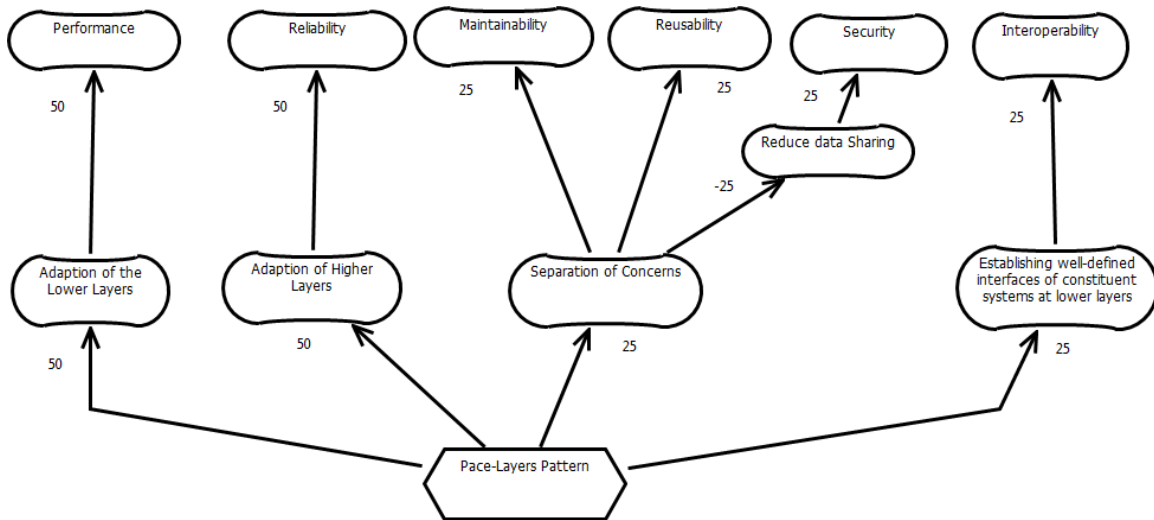 Performance
Reliability
Maintainability
Reusability
Security
Interoperability
50
50
25
25
25
25
Reduce data Sharing
-25
Adaption of the
Lower Layers
Adaption of Higher
Layers
Separation of Concerns
Establishing well-defined
interfaces of constituent
systems at lower layers
50
50
25
25
Pace-Layers Pattern